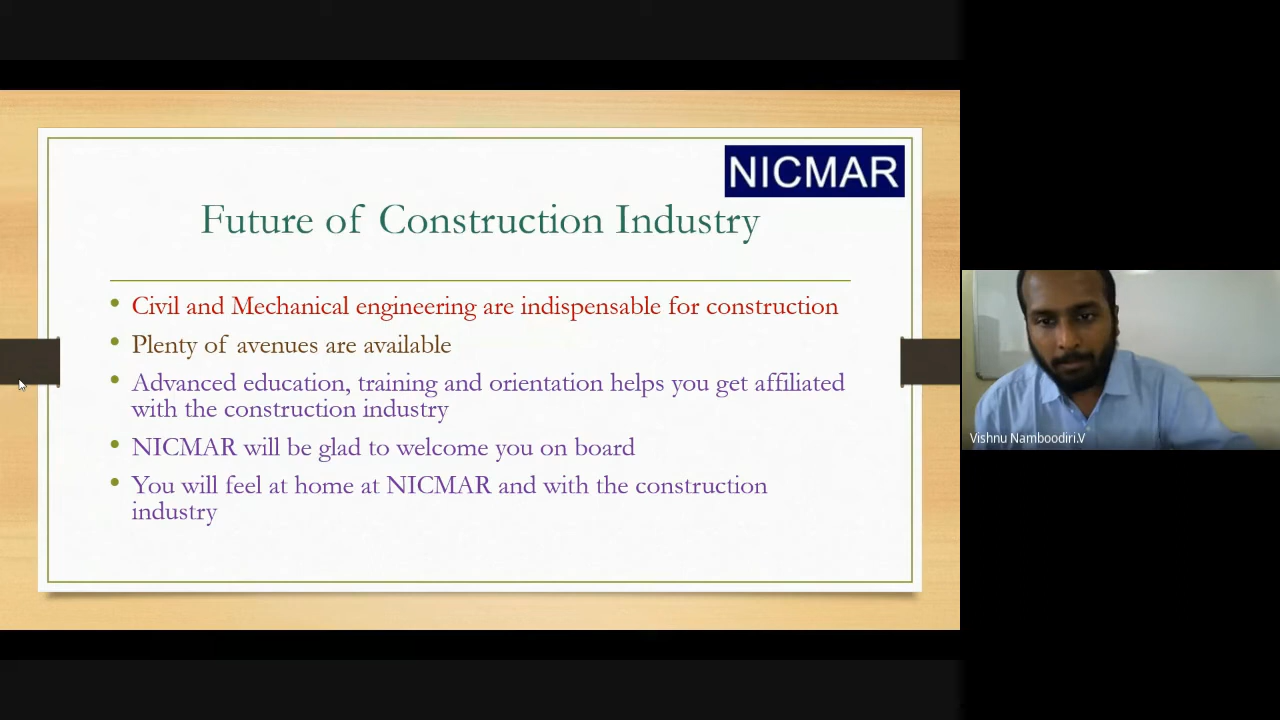 NICMAR
Future of Construction Industry
• Civil and Mechanical engineering are indispensable for construction
• Plenty of avenues are available
• Advanced education, training and orientation helps you get affiliated
with the construction industry
• NICMAR will be glad to welcome you on board
• You will feel at home at NICMAR and with the construction
industry
Vishnu Namboodiri.V